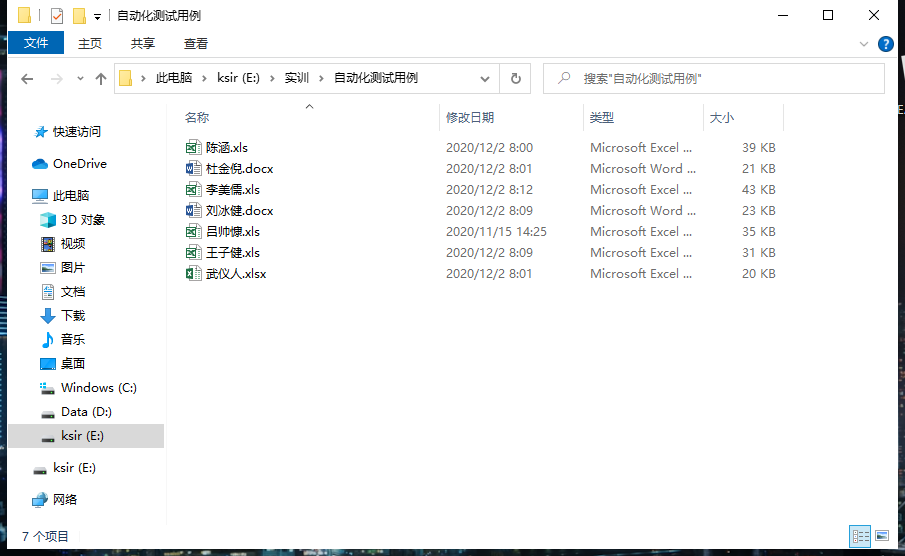 自动化测试用例
文件 主页 共享 查看
此电脑 ksir (E:) 实训 自动化测试用例 搜索"自动化测试用例"
名称 修改日期 类型 大小
陈涵.xls 2020/12/2 8:00 Microsoft Excel ... 39 KB
杜金倪.docx 2020/12/2 8:01 Microsoft Word ... 21 KB
李美儒.xls 2020/12/2 8:12 Microsoft Excel ... 43 KB
刘冰健.docx 2020/12/2 8:09 Microsoft Word ... 23 KB
吕帅慷.xls 2020/11/15 14:25 Microsoft Excel ... 35 KB
王子健.xls 2020/12/2 8:09 Microsoft Excel ... 31 KB
武仪人.xlsx 2020/12/2 8:01 Microsoft Excel ... 20 KB
快速访问
OneDrive
此电脑
3D 对象
视频
图片
文档
下载
音乐
桌面
Windows (C:)
Data (D:)
ksir (E:)
ksir (E:)
网络
7 个项目